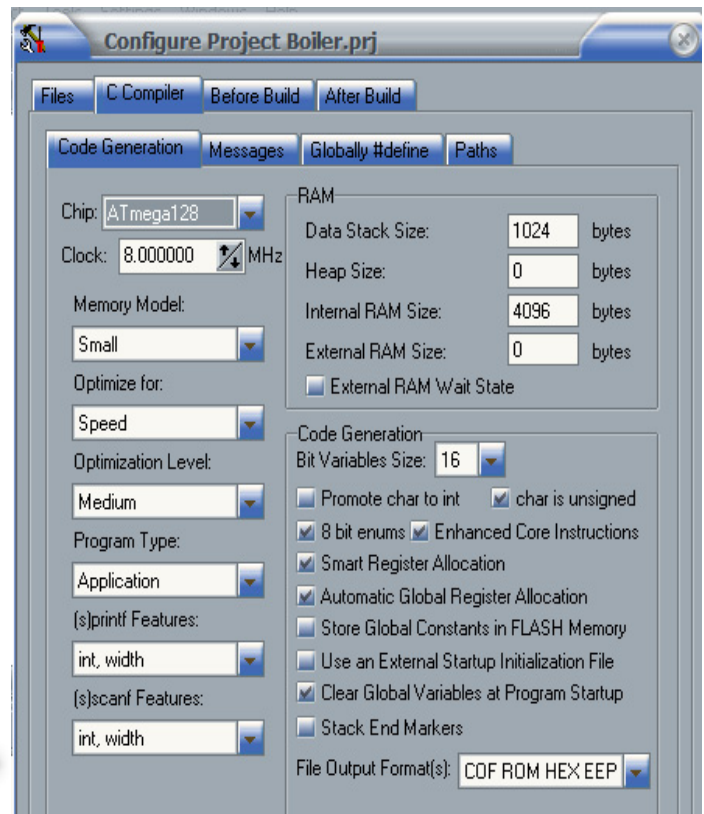 Tools Settings Windows Help
Configure Project Boiler.prj
Files C Compiler Before Build After Build
Code Generation Messages Globally #define Paths
Chip: ATmega128
Clock: 8.000000 MHz
Memory Model:
Small
Optimize for:
Speed
Optimization Level:
Medium
Program Type:
Application
(s)printf Features:
int, width
(s)scanf Features:
int, width
RAM
Data Stack Size: 1024 bytes
Heap Size: 0 bytes
Internal RAM Size: 4096 bytes
External RAM Size: 0 bytes
External RAM Wait State
Code Generation
Bit Variables Size: 16
Promote char to int char is unsigned
8 bit enums Enhanced Core Instructions
Smart Register Allocation
Automatic Global Register Allocation
Store Global Constants in FLASH Memory
Use an External Startup Initialization File
Clear Global Variables at Program Startup
Stack End Markers
File Output Format(s): COF ROM HEX EEP